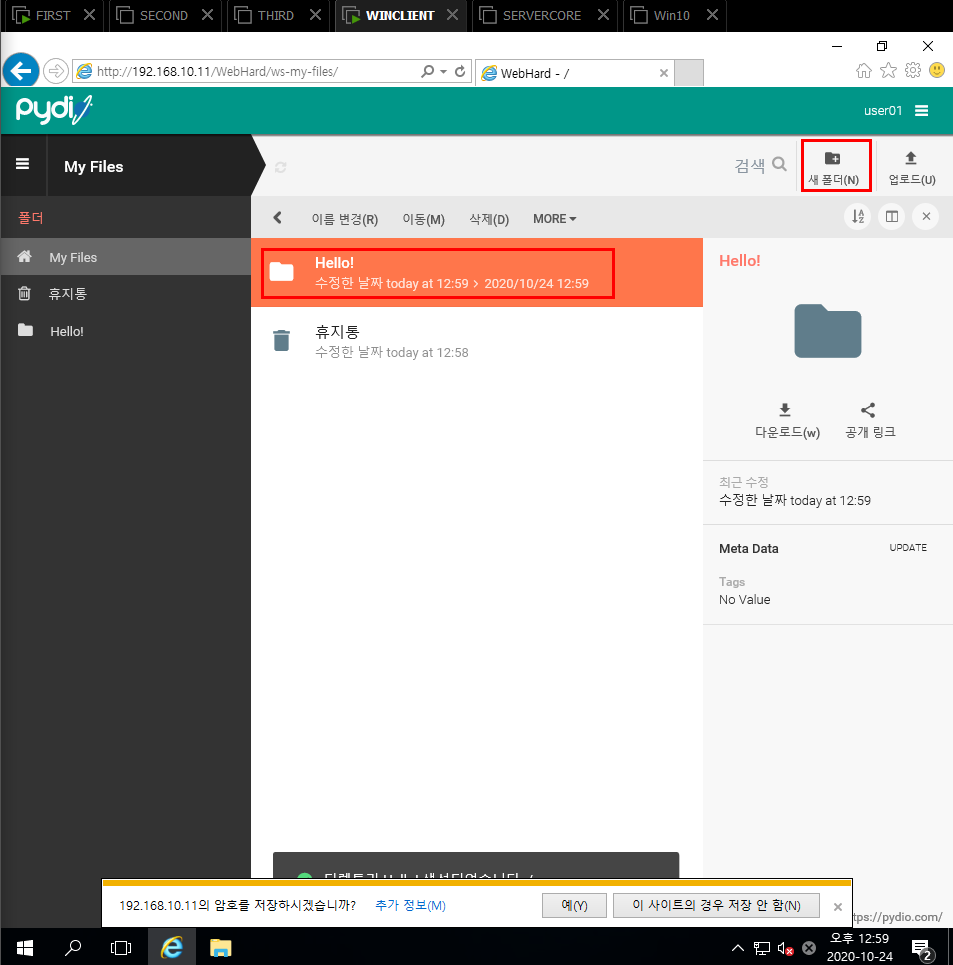 FIRST SECOND THIRD WINCLIENT SERVERCORE Win10
http://192.168.10.11/WebHard/ws-my-files/ WebHard - /
pydio user01
My Files 검색 새 폴더(N) 업로드(U)
폴더 이름 변경(R) 이동(M) 삭제(D) MORE
My Files
휴지통
Hello!
Hello!
수정한 날짜 today at 12:59 > 2020/10/24 12:59
휴지통
수정한 날짜 today at 12:58
Hello!
다운로드(w) 공개 링크
최근 수정
수정한 날짜 today at 12:59
Meta Data UPDATE
Tags
No Value
192.168.10.11의 암호를 저장하시겠습니까? 추가 정보(M) 예(Y) 이 사이트의 경우 저장 안 함(N)
tps://pydio.com/
오후 12:59
2020-10-24
2